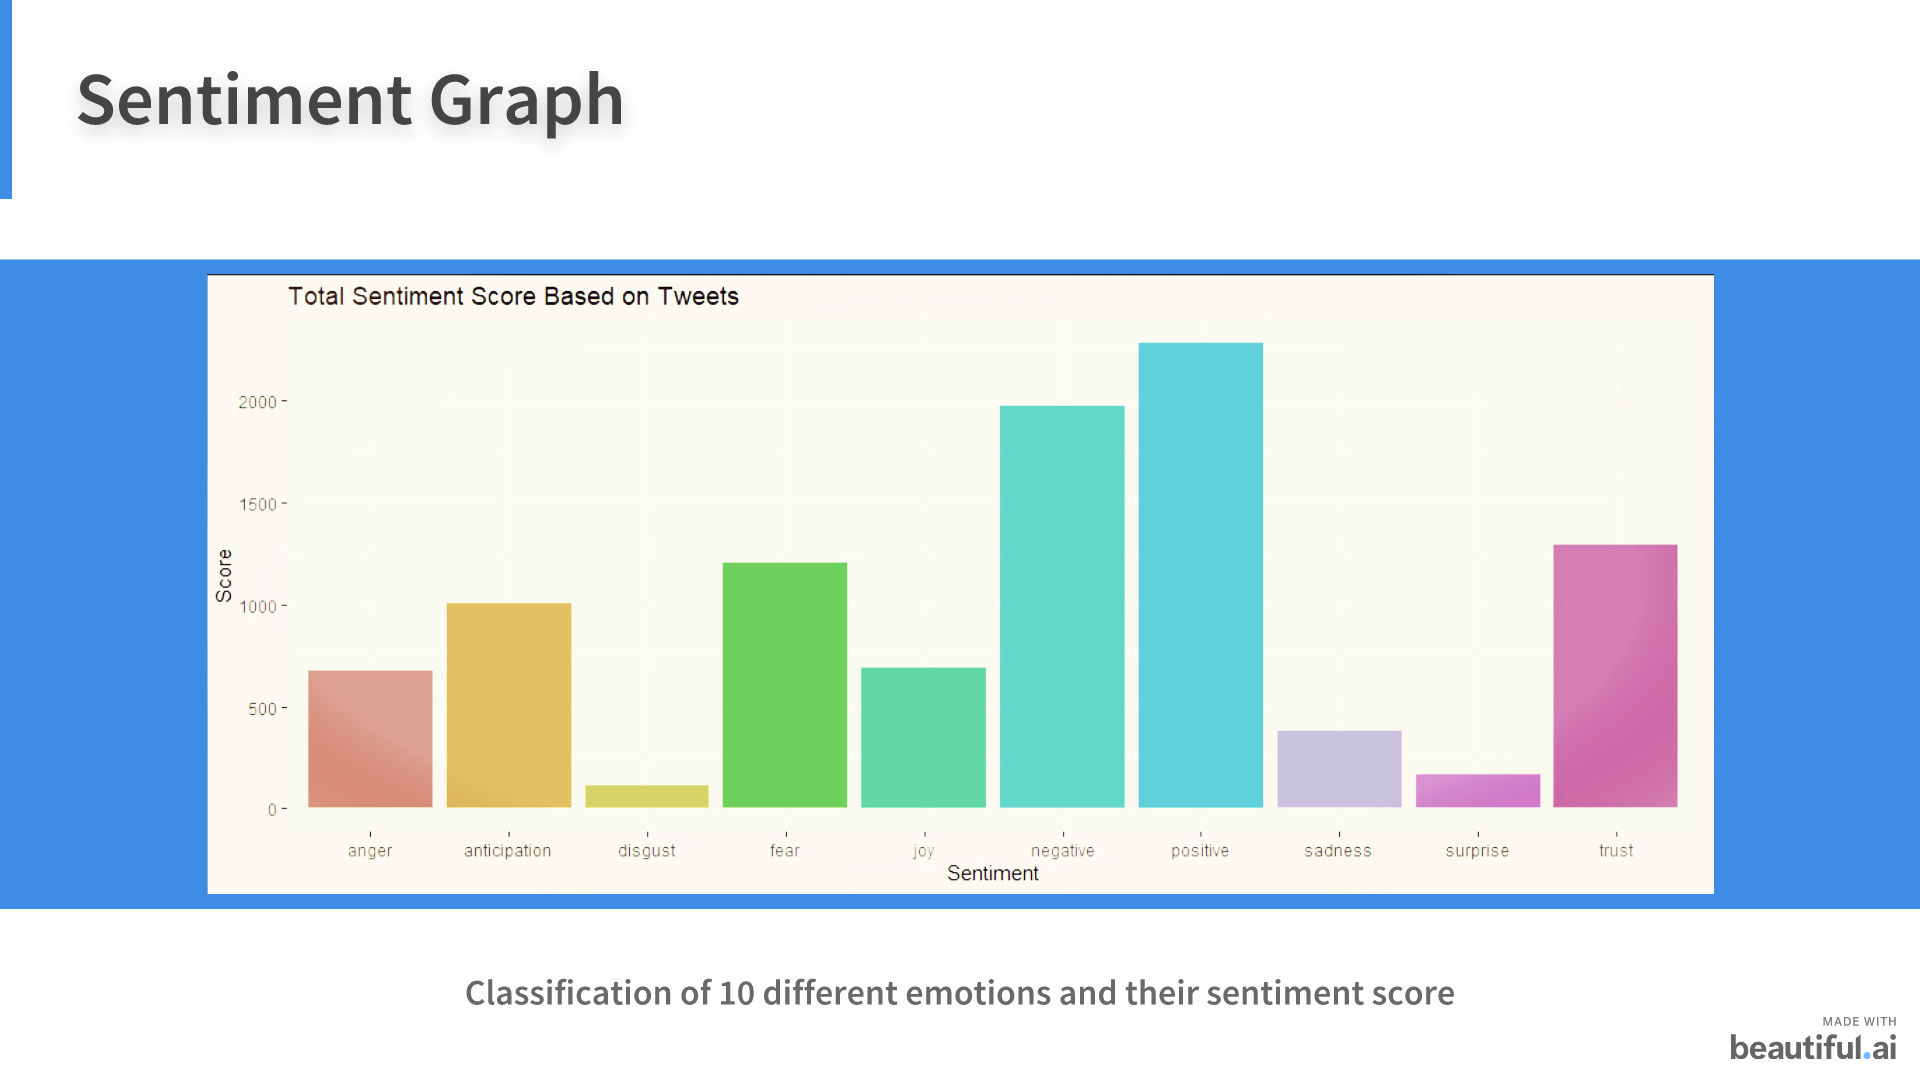 Sentiment Graph
Total Sentiment Score Based on Tweets
Score
2000
1500
1000
500
0
anger anticipation disgust fear joy negative positive sadness surprise trust
Sentiment
Classification of 10 different emotions and their sentiment score
MADE WITH
beautiful.ai